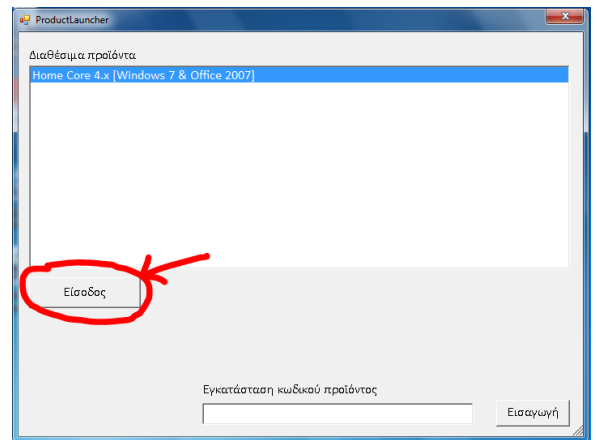 ProductLauncher
Διαθέσιμα προϊόντα
Home Core 4.x [Windows 7 & Office 2007]
Είσοδος
Εγκατάσταση κωδικού προϊόντος
Εισαγωγή